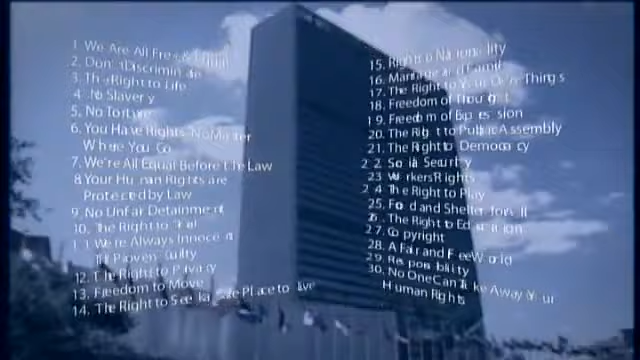 1. We Are All Free & Equal
2. Don't Discriminate
3. The Right to Life
4. No Slavery
5. No Torture
6. You Have Rights No Matter
Where You Go
7. We're All Equal Before the Law
8. Your Human Rights are
Protected by Law
9. No Unfair Detainment
10. The Right to Trial
11. We're Always Innocent
Till Proven Guilty
12. The Right to Privacy
13. Freedom to Move
14. The Right to Seek a Safe Place to Live
15. Right to a Nationality
16. Marriage and Family
17. The Right to Your Own Things
18. Freedom of Thought
19. Freedom of Expression
20. The Right to Public Assembly
21. The Right to Democracy
22. Social Security
23. Workers' Rights
24. The Right to Play
25. Food and Shelter for All
26. The Right to Education
27. Copyright
28. A Fair and Free World
29. Responsibility
30. No One Can Take Away Your
Human Rights